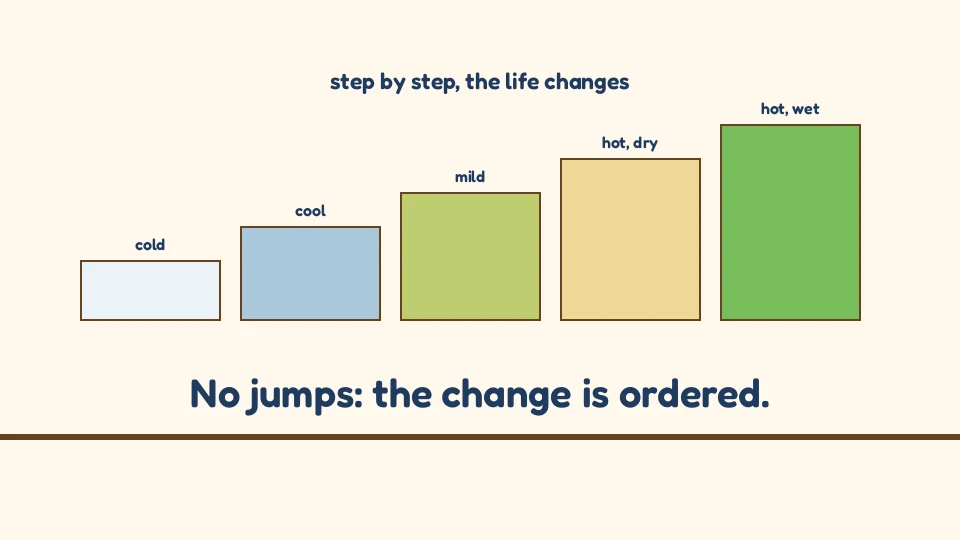 step by step, the life changes
cold
cool
mild
hot, dry
hot, wet
No jumps: the change is ordered.